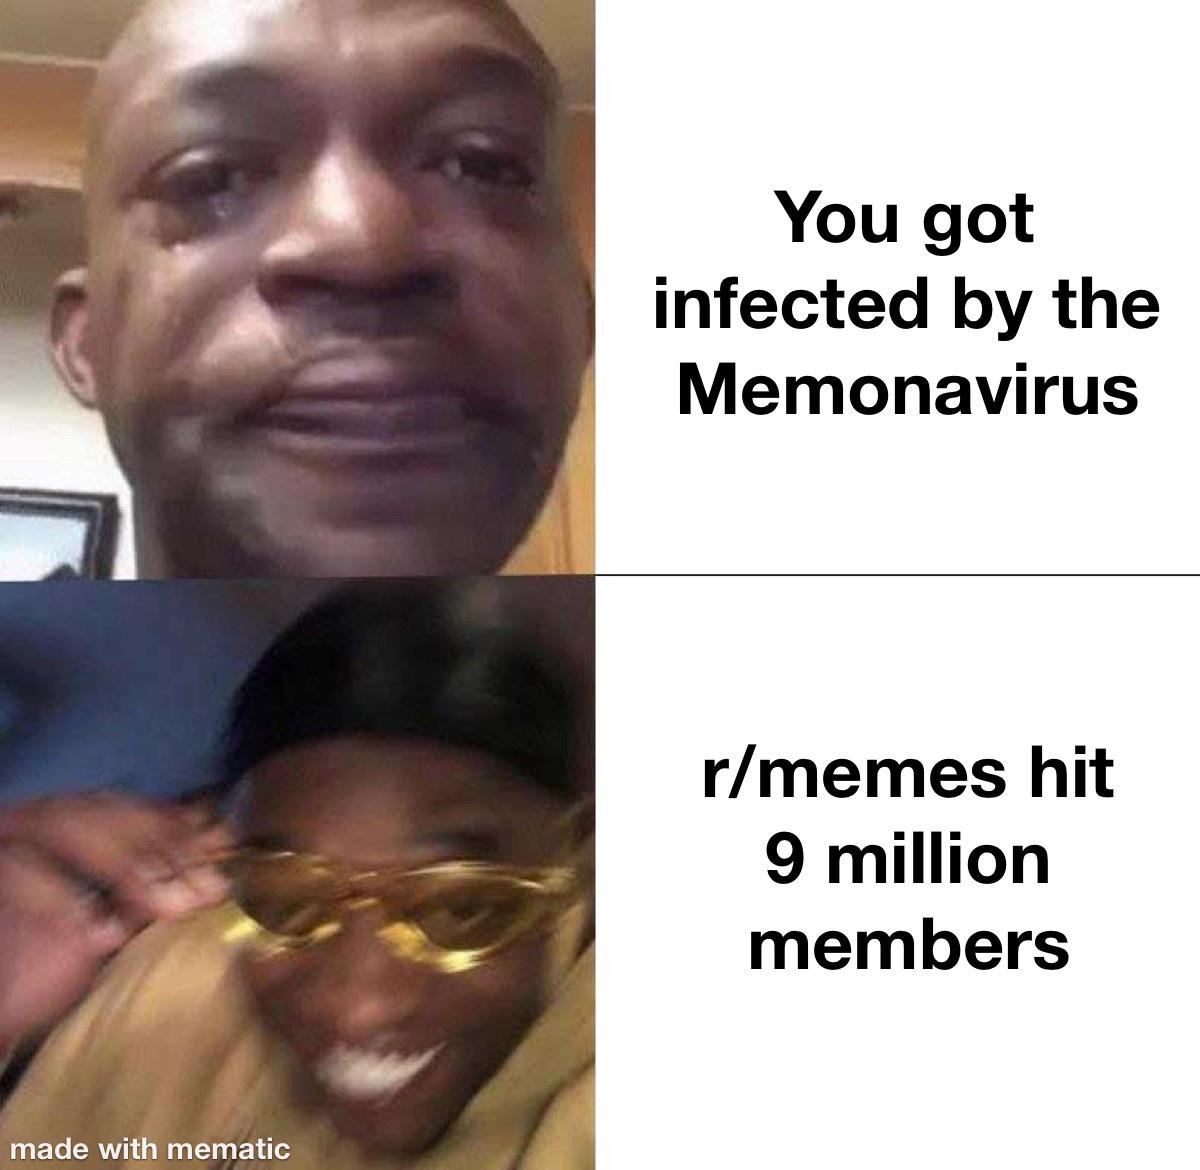 You got
infected by the
Memonavirus
r/memes hit
9 million
members
made with mematic